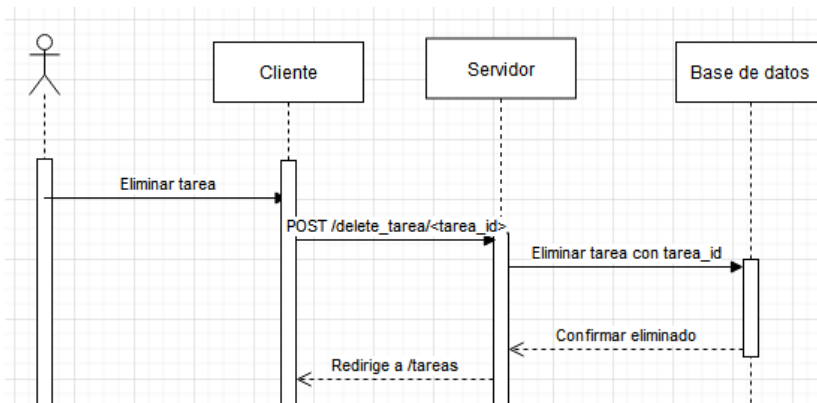 Cliente
Servidor
Base de datos
Eliminar tarea
POST /delete_tarea/<tarea_id>
Eliminar tarea con tarea_id
Confirmar eliminado
Redirige a /tareas